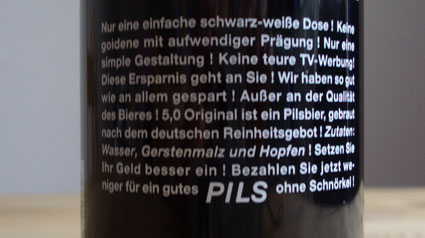 Nur eine einfache schwarz-weiße Dose ! Keine
goldene mit aufwendiger Prägung ! Nur eine
simple Gestaltung ! Keine teure TV-Werbung!
Diese Ersparnis geht an Sie ! Wir haben so gut
wie an allem gespart ! Außer an der Qualität
des Bieres ! 5,0 Original ist ein Pilsbier, gebraut
nach dem deutschen Reinheitsgebot ! Zutaten:
Wasser, Gerstenmalz und Hopfen ! Setzen Sie
Ihr Geld besser ein ! Bezahlen Sie jetzt we-
niger für ein gutes PILS ohne Schnörkel !